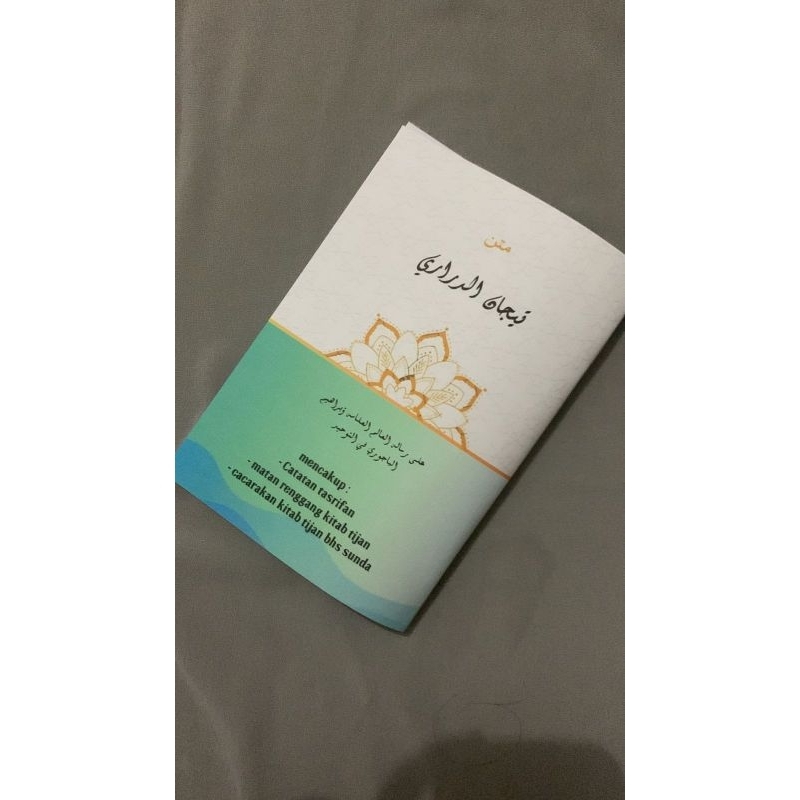 متن
تيجان الدراري
على رسالة العالم العلامة إبراهيم
الباجوري في التوحيد
mencakup :
- Catatan tasrifan
- matan renggang kitab tijan
- cacarakan kitab tijan bhs sunda